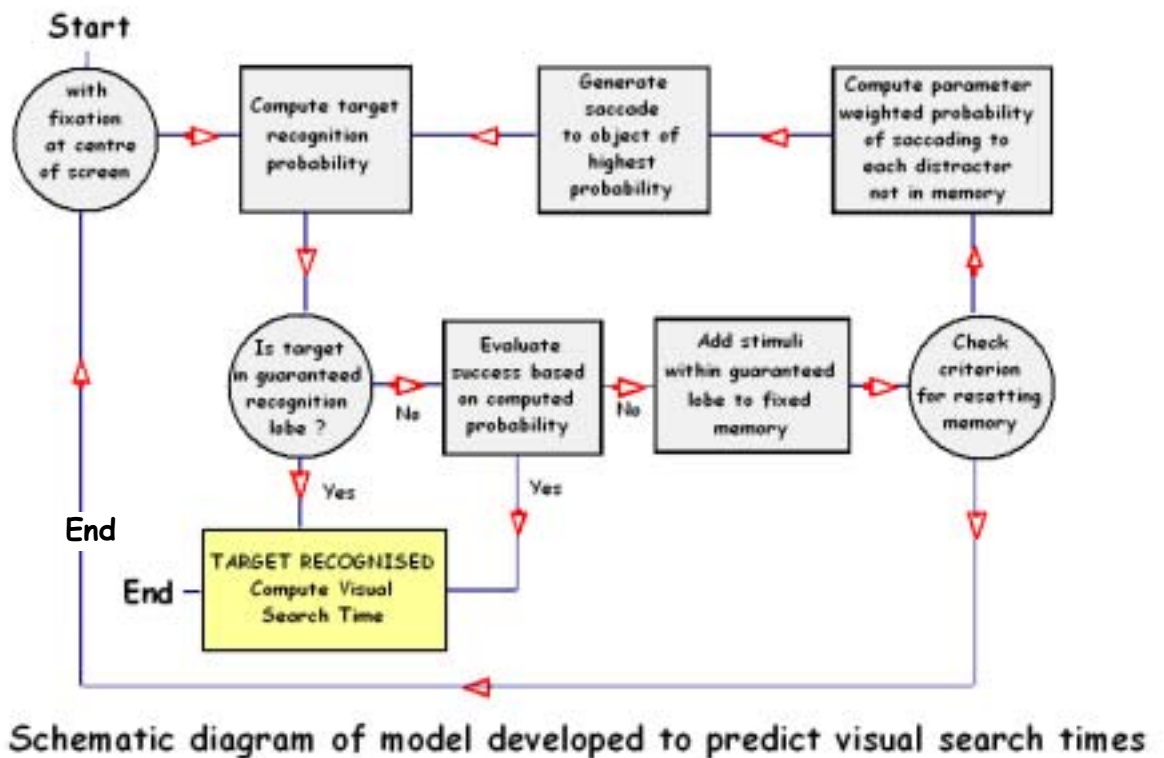 Start
with
fixation
at centre
of screen
Compute target
recognition
probability
Generate
saccade
to object of
highest
probability
Compute parameter
weighted probability
of saccading to
each distractor
not in memory
Is target
in guaranteed
recognition
lobe ?
No
Evaluate
success based
on computed
probability
No
Add stimuli
within guaranteed
lobe to fixed
memory
Check
criterion
for resetting
memory
Yes
Yes
End
End
TARGET RECOGNISED
Compute Visual
Search Time
Schematic diagram of model developed to predict visual search times